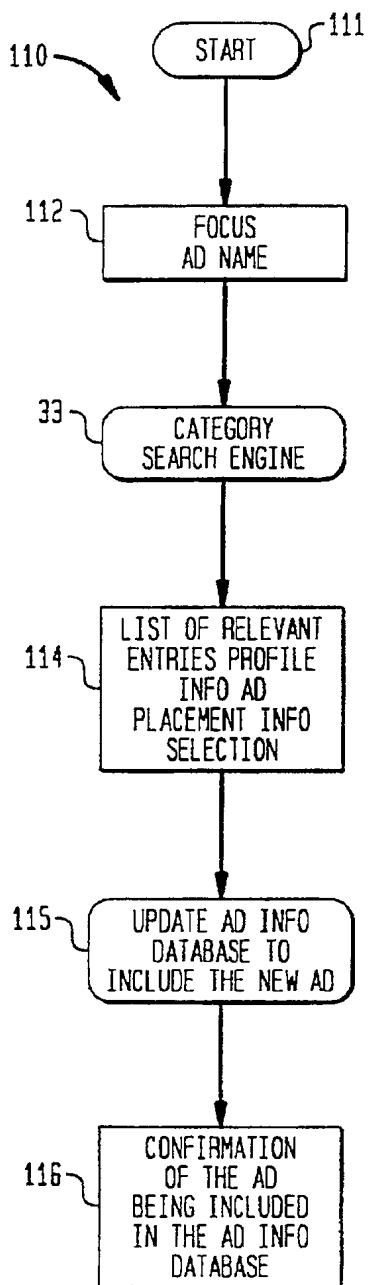 START
111
110
112
FOCUS
AD NAME
33
CATEGORY
SEARCH ENGINE
114
LIST OF RELEVANT
ENTRIES PROFILE
INFO AD
PLACEMENT INFO
SELECTION
115
UPDATE AD INFO
DATABASE TO
INCLUDE THE NEW AD
116
CONFIRMATION
OF THE AD
BEING INCLUDED
IN THE AD INFO
DATABASE